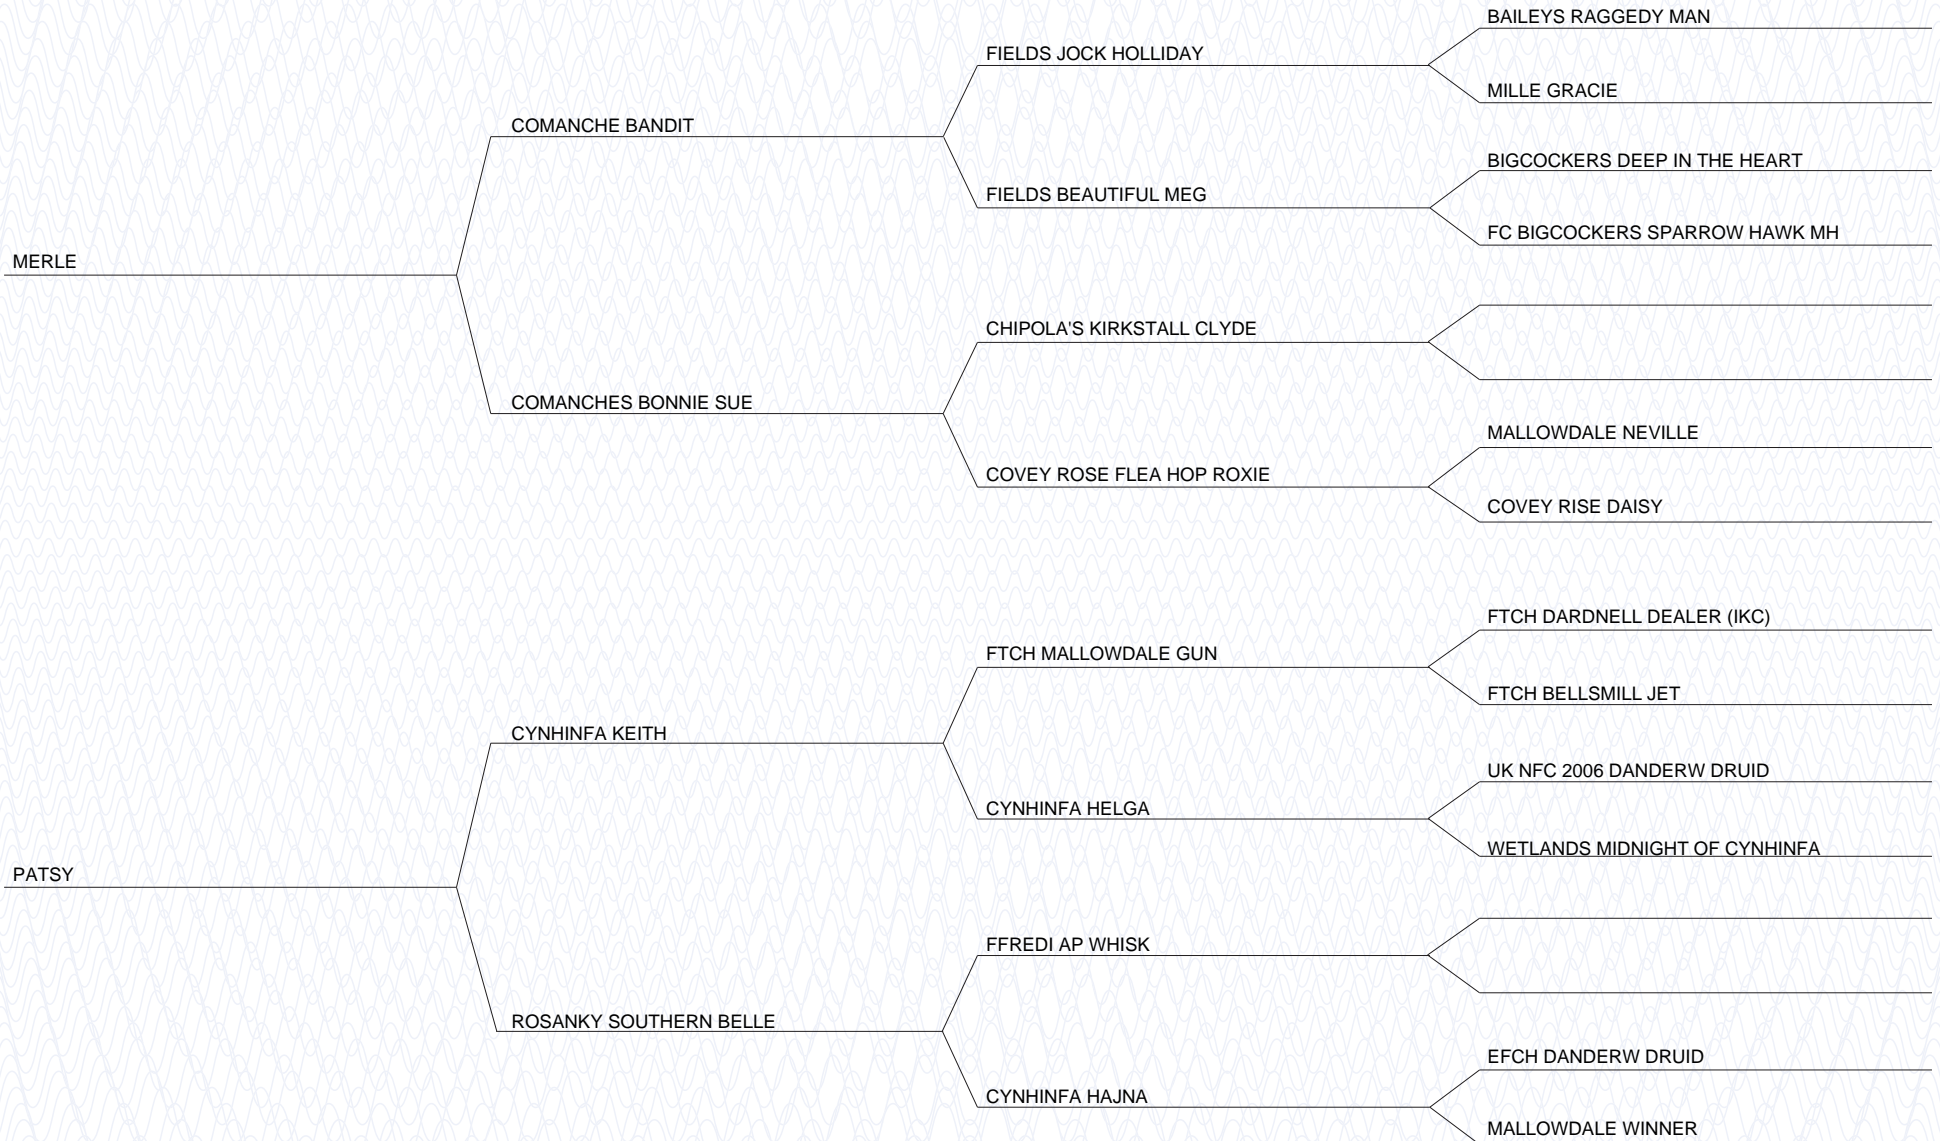 BAILEYS RAGGEDY MAN
FIELDS JOCK HOLLIDAY
MILLE GRACIE
COMANCHE BANDIT
BIGCOCKERS DEEP IN THE HEART
FIELDS BEAUTIFUL MEG
FC BIGCOCKERS SPARROW HAWK MH
MERLE
CHIPOLA'S KIRKSTALL CLYDE
COMANCHES BONNIE SUE
MALLOWDALE NEVILLE
COVEY ROSE FLEA HOP ROXIE
COVEY RISE DAISY
FTCH DARDNELL DEALER (IKC)
FTCH MALLOWDALE GUN
FTCH BELLSMILL JET
CYNHINFA KEITH
UK NFC 2006 DANDERW DRUID
CYNHINFA HELGA
WETLANDS MIDNIGHT OF CYNHINFA
PATSY
FFREDI AP WHISK
ROSANKY SOUTHERN BELLE
EFCH DANDERW DRUID
CYNHINFA HAJNA
MALLOWDALE WINNER